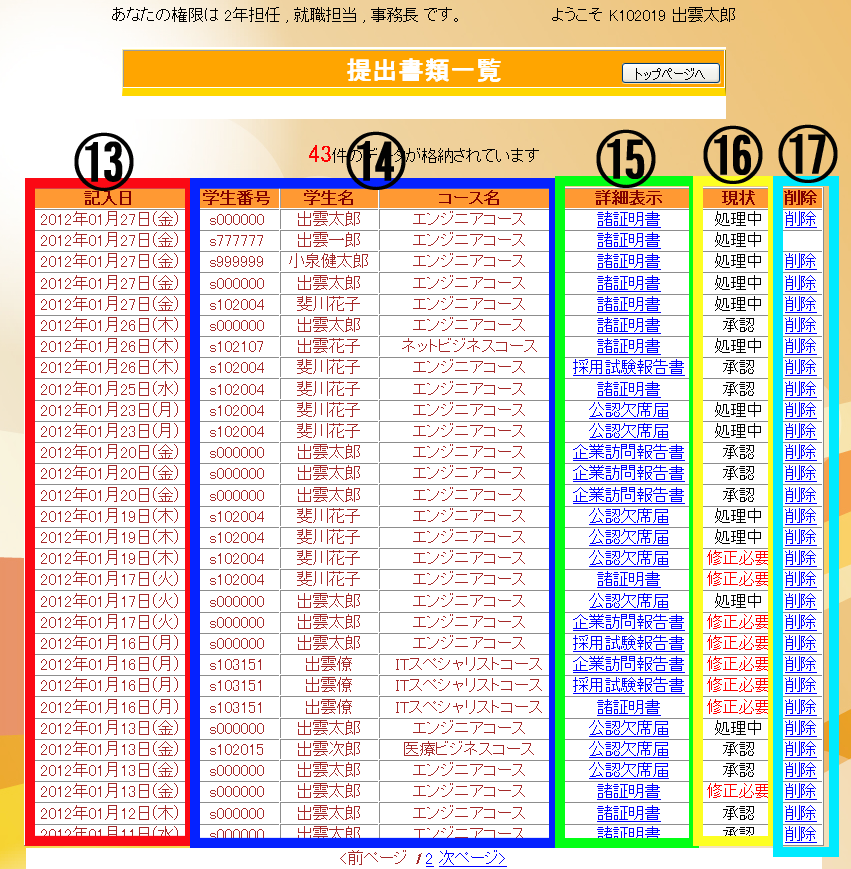 あなたの権限は 2年担任 , 就職担当 , 事務長 です。 ようこそ K102019 出雲太郎
提出書類一覧 トップページへ
13 14 15 16 17
43件のデータが格納されています
記入日 学生番号 学生名 コース名 詳細表示 現状 削除
2012年01月27日(金) s000000 出雲太郎 エンジニアコース 諸証明書 処理中 削除
2012年01月27日(金) s777777 出雲一郎 エンジニアコース 諸証明書 処理中
2012年01月27日(金) s999999 小泉健太郎 エンジニアコース 諸証明書 処理中 削除
2012年01月27日(金) s000000 出雲太郎 エンジニアコース 諸証明書 処理中 削除
2012年01月27日(金) s102004 斐川花子 エンジニアコース 諸証明書 処理中 削除
2012年01月26日(木) s000000 出雲太郎 エンジニアコース 諸証明書 承認 削除
2012年01月26日(木) s102107 出雲花子 ネットビジネスコース 諸証明書 処理中 削除
2012年01月26日(木) s102004 斐川花子 エンジニアコース 採用試験報告書 承認 削除
2012年01月25日(水) s102004 斐川花子 エンジニアコース 諸証明書 承認 削除
2012年01月23日(月) s102004 斐川花子 エンジニアコース 公認欠席届 処理中 削除
2012年01月23日(月) s102004 斐川花子 エンジニアコース 公認欠席届 処理中 削除
2012年01月20日(金) s000000 出雲太郎 エンジニアコース 企業訪問報告書 承認 削除
2012年01月20日(金) s000000 出雲太郎 エンジニアコース 企業訪問報告書 承認 削除
2012年01月20日(金) s000000 出雲太郎 エンジニアコース 企業訪問報告書 承認 削除
2012年01月19日(木) s102004 斐川花子 エンジニアコース 公認欠席届 処理中 削除
2012年01月19日(木) s102004 斐川花子 エンジニアコース 公認欠席届 処理中 削除
2012年01月19日(木) s102004 斐川花子 エンジニアコース 公認欠席届 修正必要 削除
2012年01月17日(火) s102004 斐川花子 エンジニアコース 諸証明書 修正必要 削除
2012年01月17日(火) s000000 出雲太郎 エンジニアコース 公認欠席届 処理中 削除
2012年01月17日(火) s000000 出雲太郎 エンジニアコース 企業訪問報告書 修正必要 削除
2012年01月16日(月) s000000 出雲太郎 エンジニアコース 採用試験報告書 修正必要 削除
2012年01月16日(月) s103151 出雲僚 ITスペシャリストコース 企業訪問報告書 修正必要 削除
2012年01月16日(月) s103151 出雲僚 ITスペシャリストコース 採用試験報告書 修正必要 削除
2012年01月16日(月) s103151 出雲僚 ITスペシャリストコース 諸証明書 修正必要 削除
2012年01月13日(金) s000000 出雲太郎 エンジニアコース 公認欠席届 処理中 削除
2012年01月13日(金) s102015 出雲次郎 医療ビジネスコース 公認欠席届 承認 削除
2012年01月13日(金) s000000 出雲太郎 エンジニアコース 公認欠席届 承認 削除
2012年01月13日(金) s000000 出雲太郎 エンジニアコース 諸証明書 修正必要 削除
2012年01月12日(木) s000000 出雲太郎 エンジニアコース 諸証明書 承認 削除
2012年01月11日(水) s000000 出雲太郎 エンジニアコース 諸証明書 承認 削除
<前ページ 1 2 次ページ>